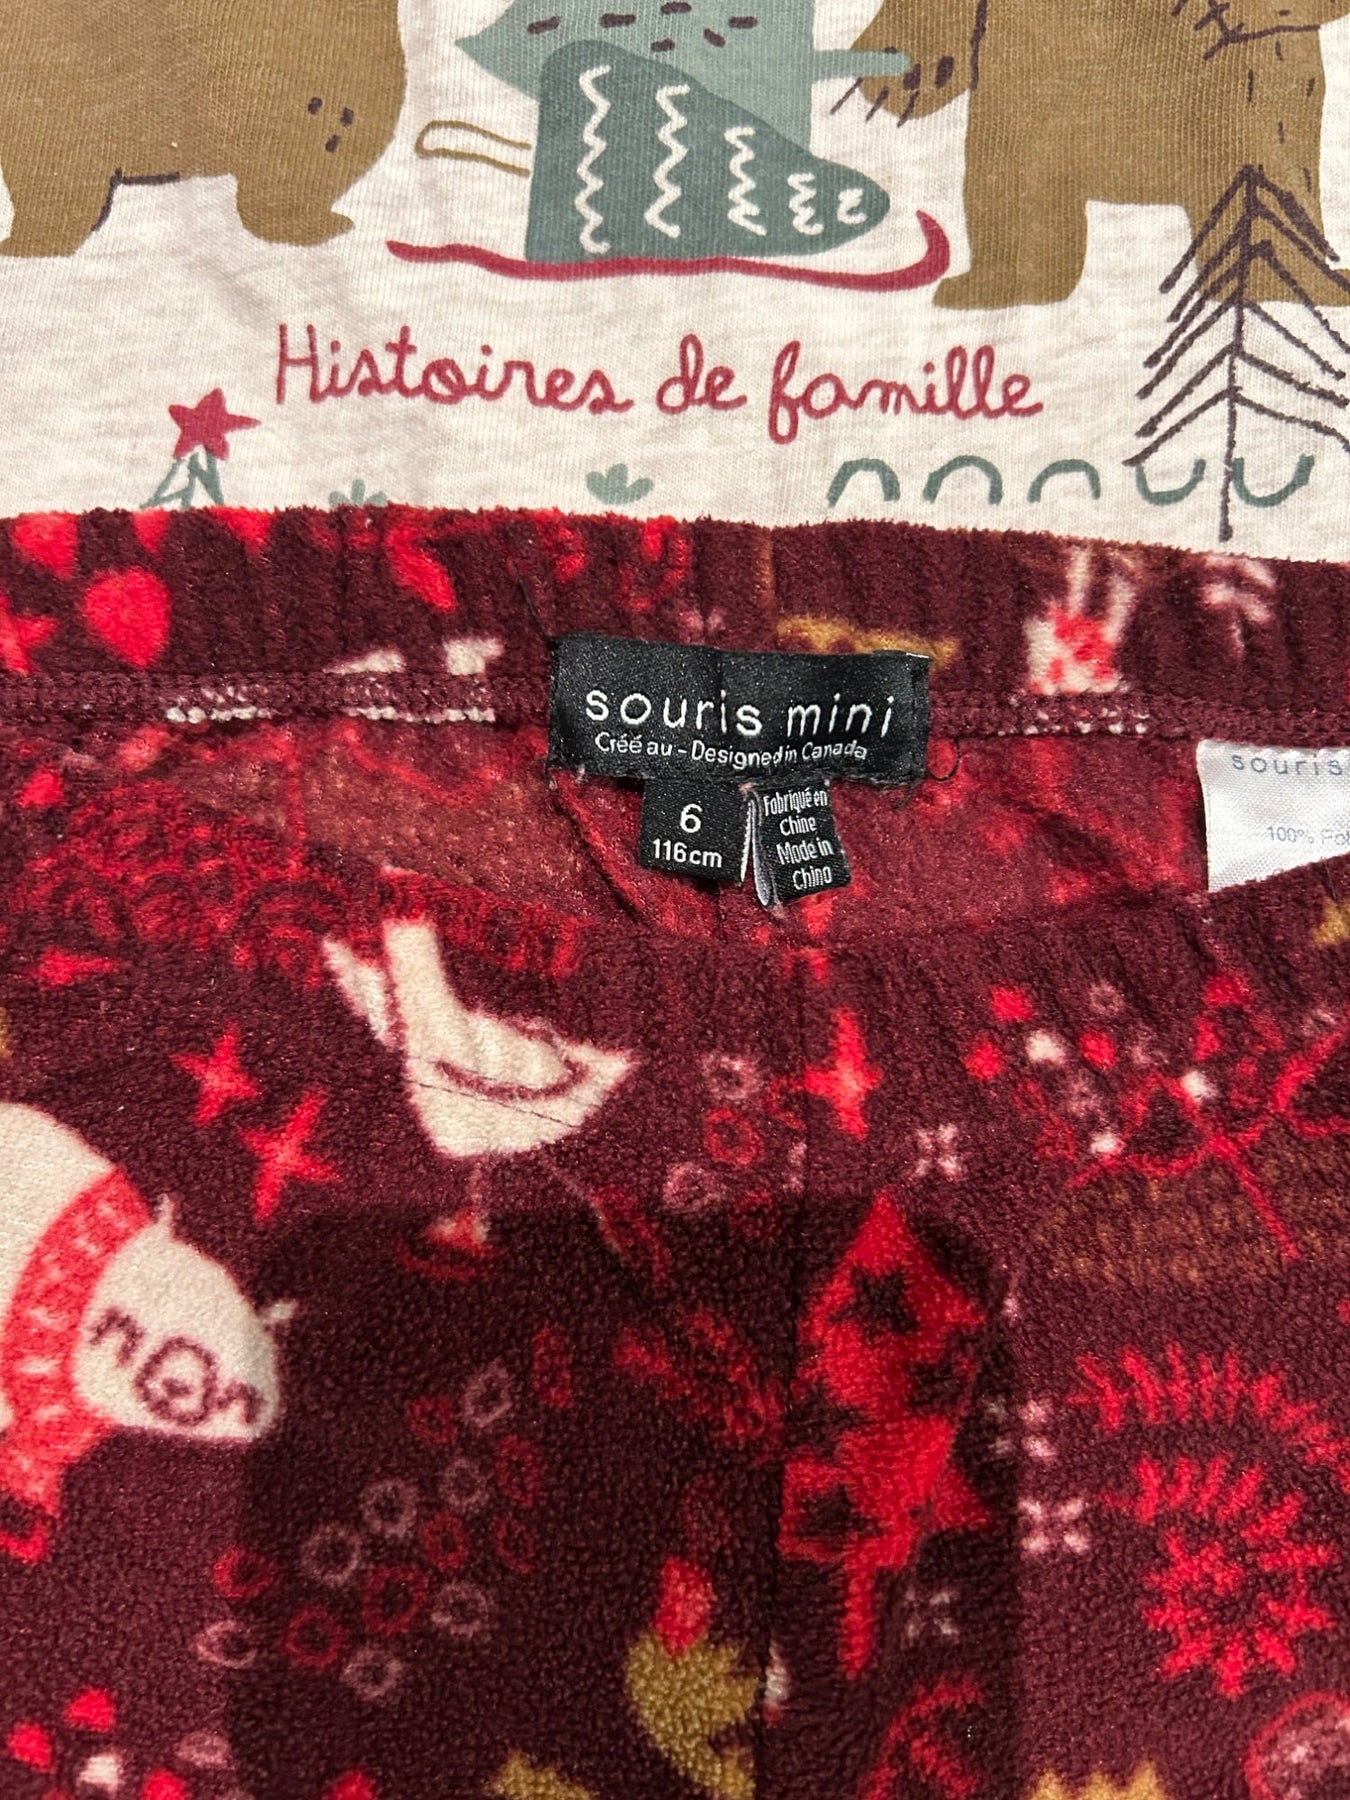 Histoires de famille
souris mini
Créé au - Designed in Canada
6
116cm
Fabriqué en
Chine
Made in
China
souris
100%